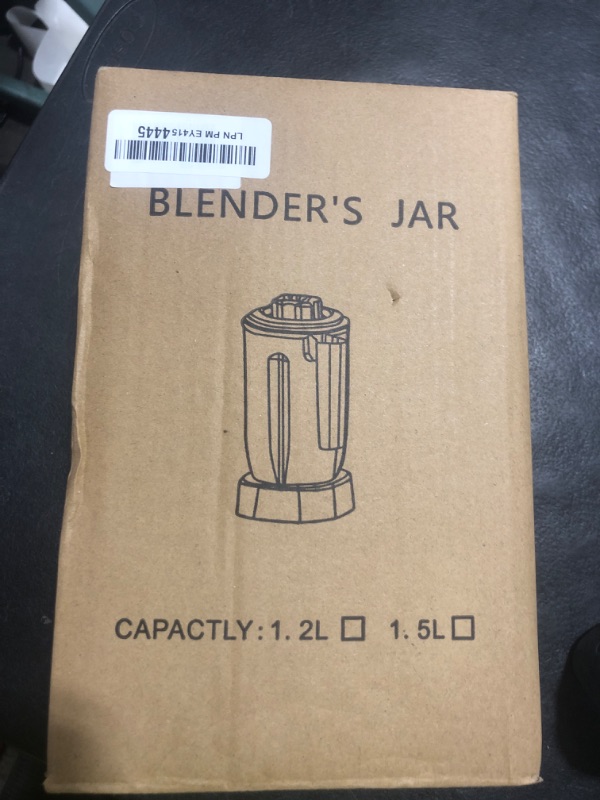 LPN PM EY4154445
BLENDER'S JAR
CAPACTLY: 1. 2L □ 1. 5L □